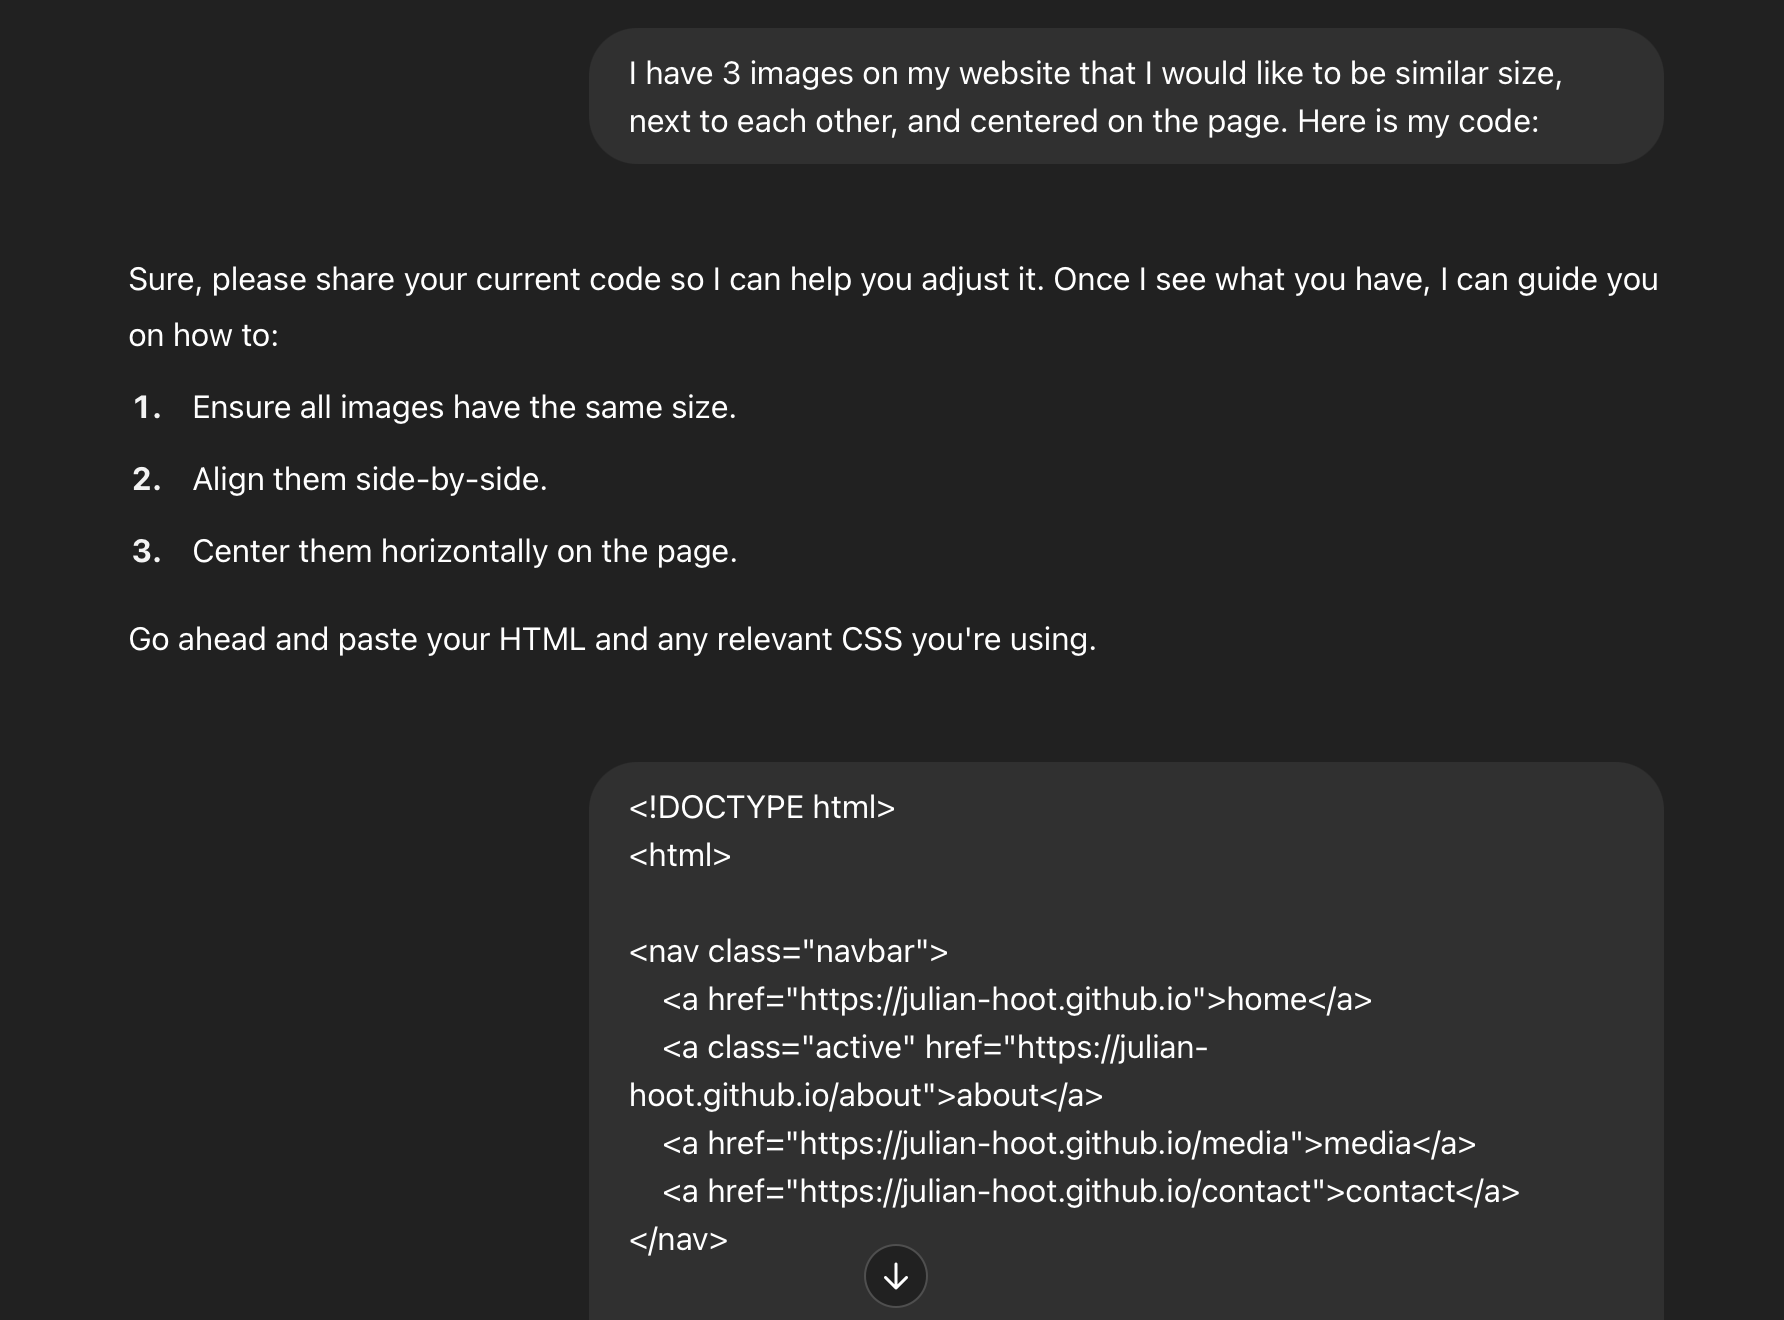 I have 3 images on my website that I would like to be similar size,
next to each other, and centered on the page. Here is my code:
Sure, please share your current code so I can help you adjust it. Once I see what you have, I can guide you
on how to:
1. Ensure all images have the same size.
2. Align them side-by-side.
3. Center them horizontally on the page.
Go ahead and paste your HTML and any relevant CSS you're using.
<!DOCTYPE html>
<html>
<nav class="navbar">
<a href="https://julian-hoot.github.io">home</a>
<a class="active" href="https://julian-
hoot.github.io/about">about</a>
<a href="https://julian-hoot.github.io/media">media</a>
<a href="https://julian-hoot.github.io/contact">contact</a>
</nav>